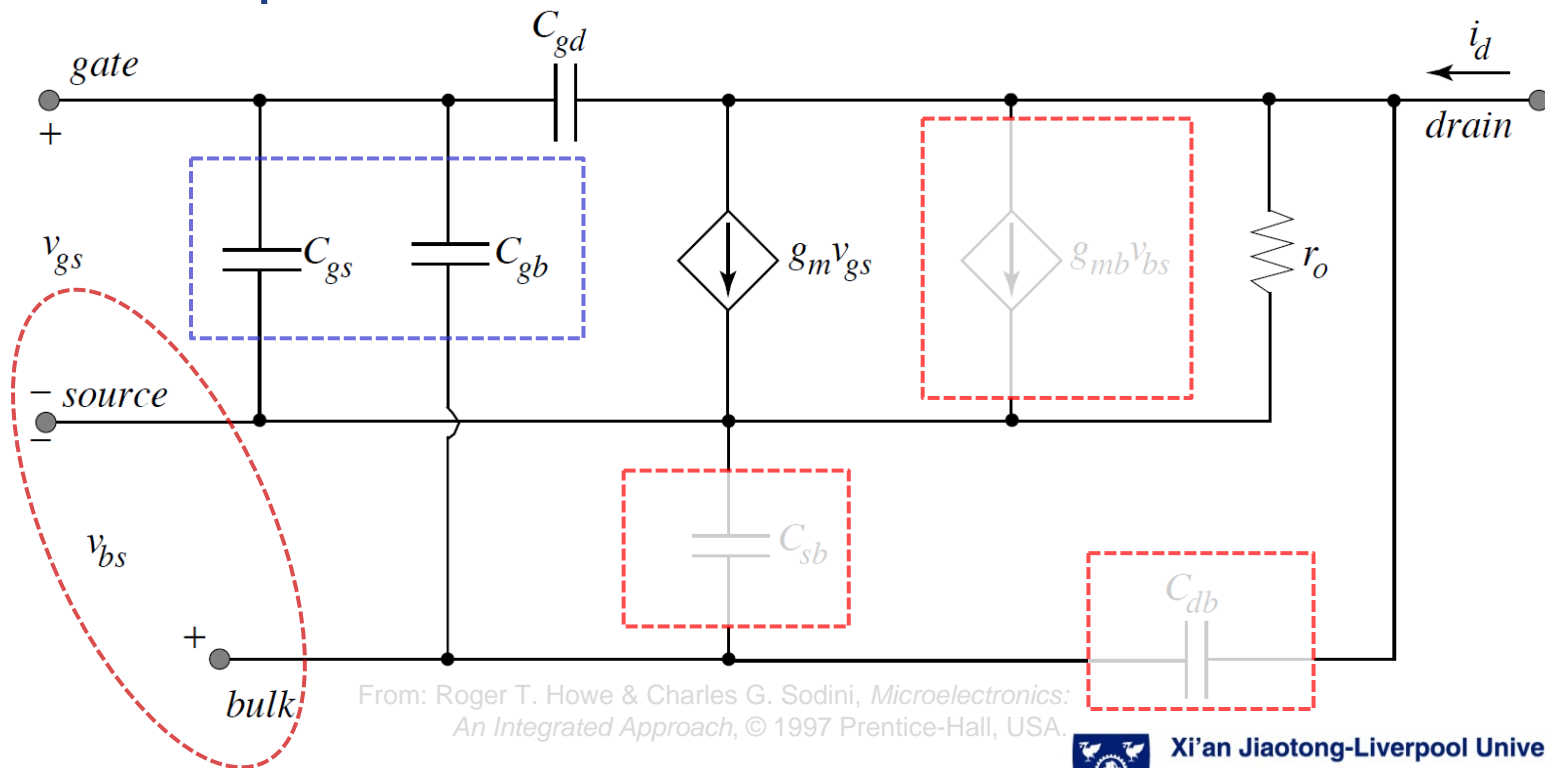 C_gd
i_d
gate
+
drain
v_gs
C_gs
C_gb
g_m v_gs
g_mb v_bs
r_o
− source
−
v_bs
C_sb
C_db
+
bulk
From: Roger T. Howe & Charles G. Sodini, Microelectronics:
An Integrated Approach, © 1997 Prentice-Hall, USA.
Xi'an Jiaotong-Liverpool Unive